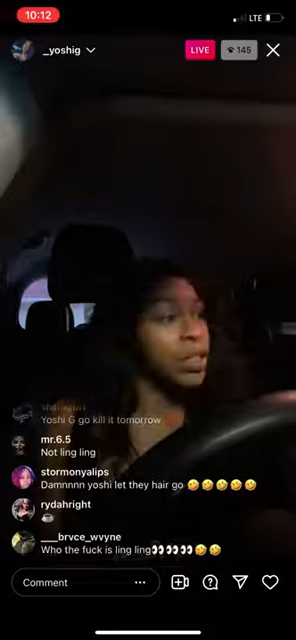 10:12
LTE
_yoshig
LIVE
145
Yoshi G go kill it tomorrow
mr.6.5
Not ling ling
stormonyalips
Damnnnn yoshi let they hair go 🤣🤣🤣🤣🤣
rydahright
☕
___brvce_wvyne
Who the fuck is ling ling👀👀👀👀🤣🤣
Comment